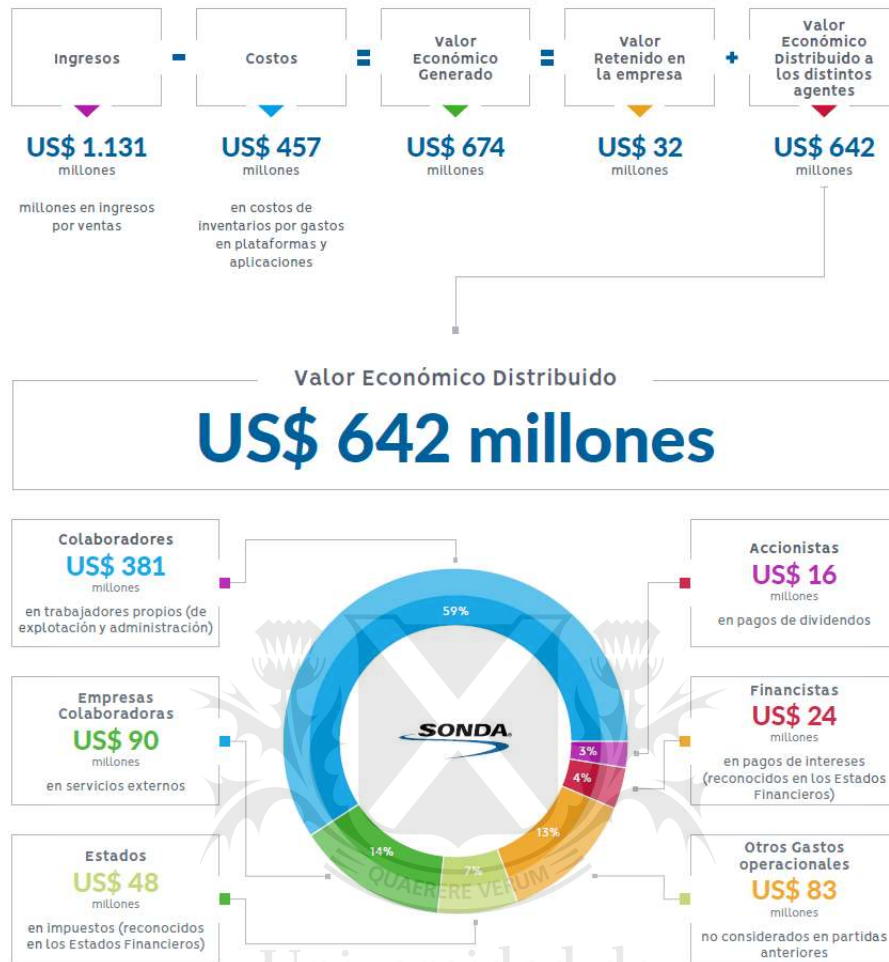 Ingresos
Costos
Valor
Económico
Generado
Valor
Retenido en
la empresa
Valor
Económico
Distribuido a
los distintos
agentes
-
=
=
+
US$ 1.131
millones
millones en ingresos
por ventas
US$ 457
millones
en costos de
inventarios por gastos
en plataformas y
aplicaciones
US$ 674
millones
US$ 32
millones
US$ 642
millones
Valor Económico Distribuido
US$ 642 millones
Colaboradores
US$ 381
millones
en trabajadores propios (de
explotación y administración)
Empresas
Colaboradoras
US$ 90
millones
en servicios externos
Estados
US$ 48
millones
en impuestos (reconocidos
en los Estados Financieros)
59%
SONDA
3%
4%
13%
7%
14%
QUAERERE VERUM
Accionistas
US$ 16
millones
en pagos de dividendos
Financistas
US$ 24
millones
en pagos de intereses
(reconocidos en los Estados
Financieros)
Otros Gastos
operacionales
US$ 83
millones
no considerados en partidas
anteriores